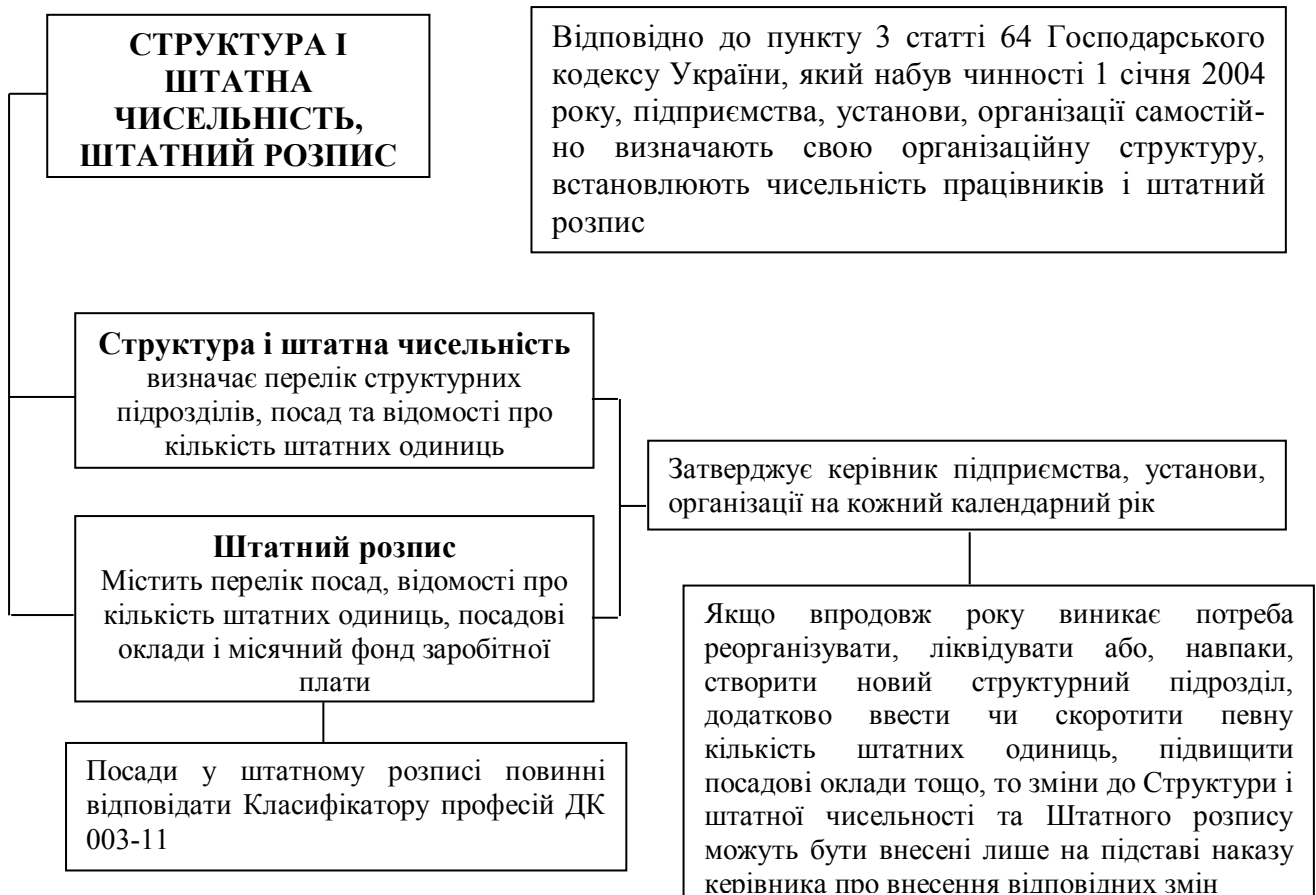 СТРУКТУРА І
ШТАТНА
ЧИСЕЛЬНІСТЬ,
ШТАТНИЙ РОЗПИС
Відповідно до пункту 3 статті 64 Господарського
кодексу України, який набув чинності 1 січня 2004
року, підприємства, установи, організації самостій-
но визначають свою організаційну структуру,
встановлюють чисельність працівників і штатний
розпис
Структура і штатна чисельність
визначає перелік структурних
підрозділів, посад та відомості про
кількість штатних одиниць
Затверджує керівник підприємства, установи,
організації на кожний календарний рік
Штатний розпис
Містить перелік посад, відомості про
кількість штатних одиниць, посадові
оклади і місячний фонд заробітної
плати
Посади у штатному розписі повинні
відповідати Класифікатору професій ДК
003-11
Якщо впродовж року виникає потреба
реорганізувати, ліквідувати або, навпаки,
створити новий структурний підрозділ,
додатково ввести чи скоротити певну
кількість штатних одиниць, підвищити
посадові оклади тощо, то зміни до Структури і
штатної чисельності та Штатного розпису
можуть бути внесені лише на підставі наказу
керівника про внесення відповідних змін